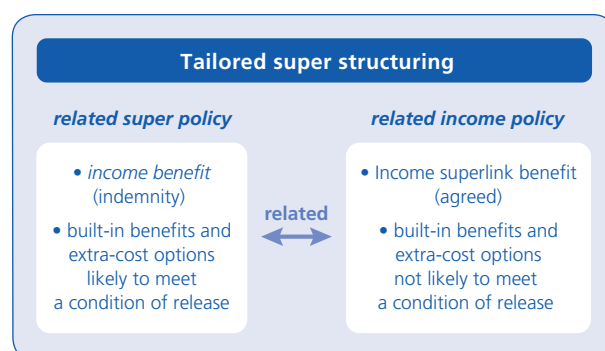 Tailored super structuring
related super policy
• income benefit
(indemnity)
• built-in benefits and
extra-cost options
likely to meet
a condition of release
related
related income policy
• Income superlink benefit
(agreed)
• built-in benefits and
extra-cost options
not likely to meet
a condition of release